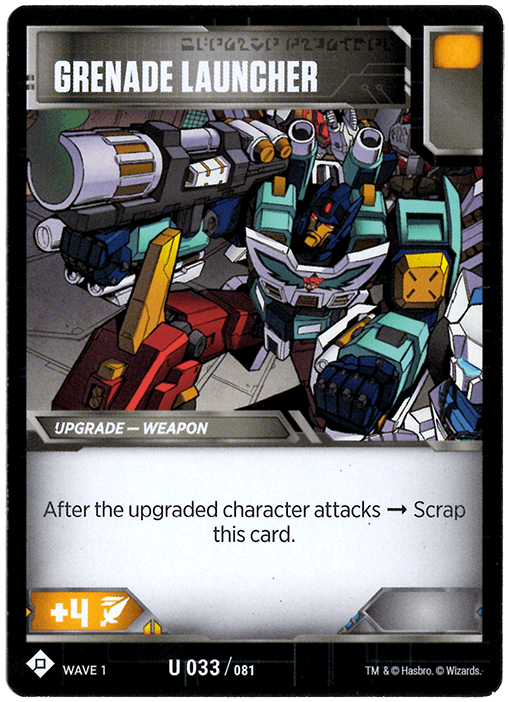 GRENADE LAUNCHER
UPGRADE — WEAPON
After the upgraded character attacks → Scrap
this card.
+4
WAVE 1 U 033 / 081 TM & © Hasbro. © Wizards.